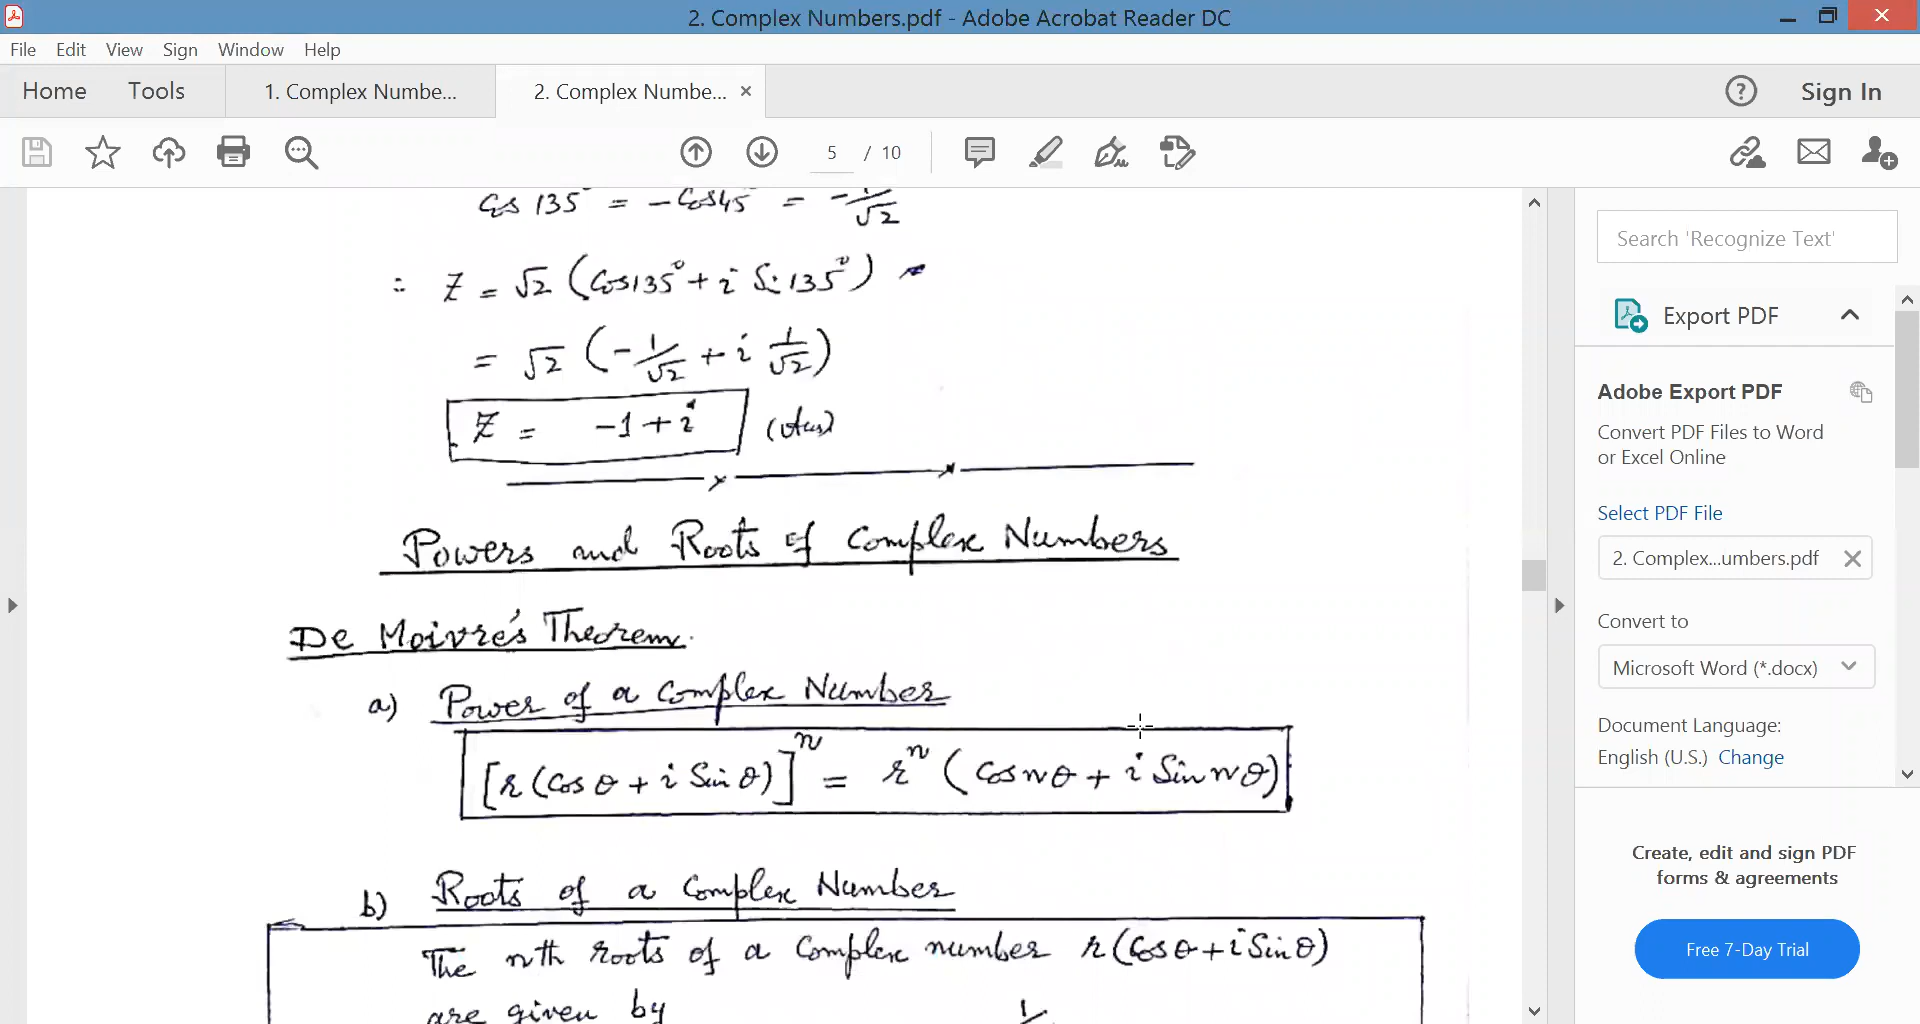 2. Complex Numbers.pdf - Adobe Acrobat Reader DC
File Edit View Sign Window Help
Home Tools 1. Complex Numbe... 2. Complex Numbe... × ? Sign In
5 / 10
Cos 135° = -Cos45 = -1/√2
∴ Z = √2 (Cos135° + i Sin135°)
= √2 (-1/√2 + i 1/√2)
Z = -1 + i (Ans)
Powers and Roots of Complex Numbers
De Moivre's Theorem.
a) Power of a Complex Number
[r(Cos θ + i Sin θ)]ⁿ = rⁿ (Cos nθ + i Sin nθ)
b) Roots of a Complex Number
The nth roots of a complex number r(Cosθ + i Sinθ)
are given by
Search 'Recognize Text'
Export PDF
Adobe Export PDF
Convert PDF Files to Word
or Excel Online
Select PDF File
2. Complex...umbers.pdf
Convert to
Microsoft Word (*.docx)
Document Language:
English (U.S.) Change
Create, edit and sign PDF
forms & agreements
Free 7-Day Trial